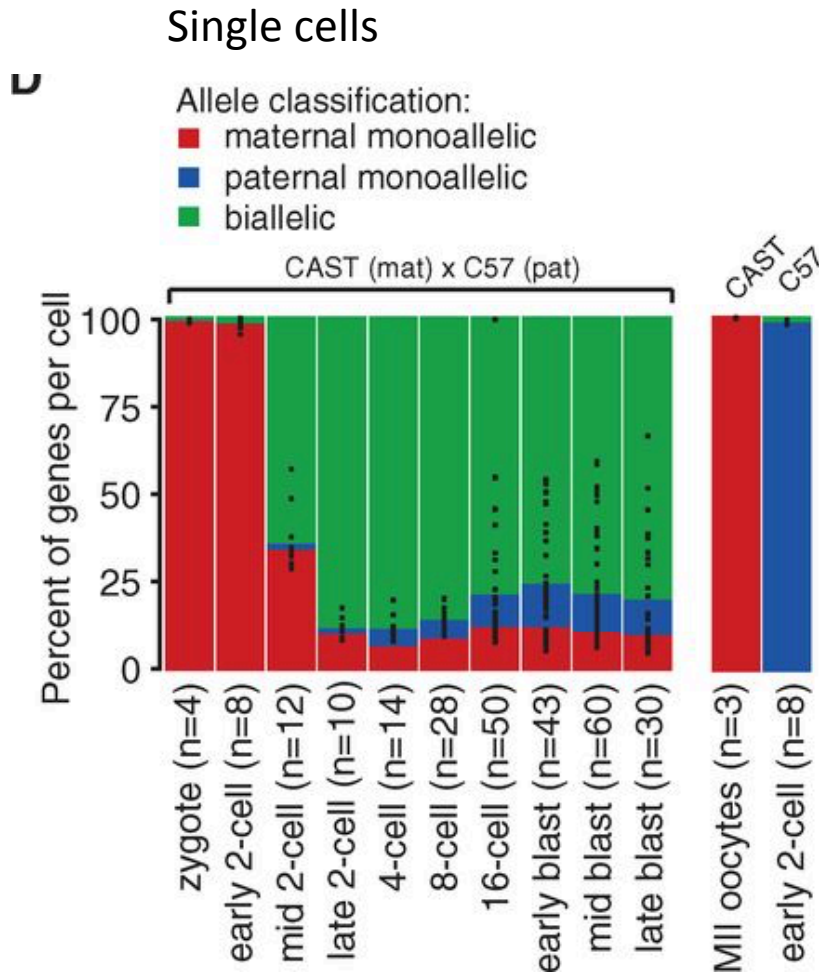 Single cells
D
Allele classification:
maternal monoallelic
paternal monoallelic
biallelic
CAST (mat) x C57 (pat)
CAST
C57
Percent of genes per cell
100
75
50
25
0
zygote (n=4)
early 2-cell (n=8)
mid 2-cell (n=12)
late 2-cell (n=10)
4-cell (n=14)
8-cell (n=28)
16-cell (n=50)
early blast (n=43)
mid blast (n=60)
late blast (n=30)
MII oocytes (n=3)
early 2-cell (n=8)